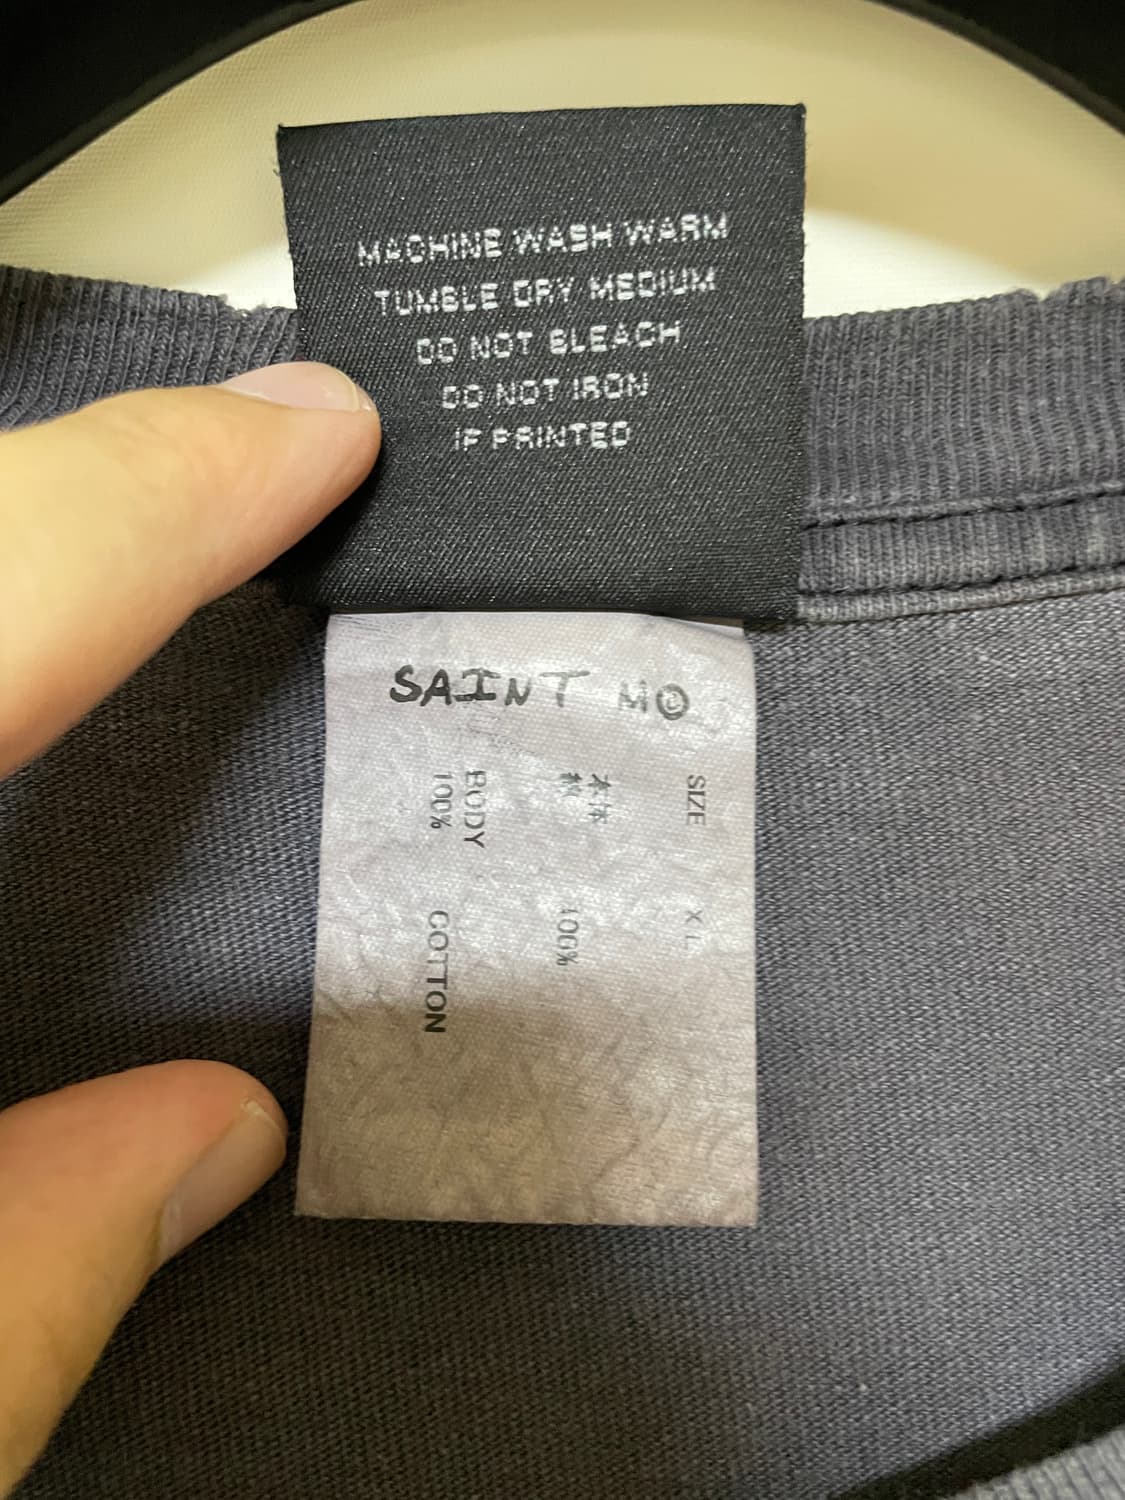 MACHINE WASH WARM
TUMBLE DRY MEDIUM
DO NOT BLEACH
DO NOT IRON
IF PRINTED
SAINT M©
SIZE XL
本体
綿 100%
BODY
100% COTTON